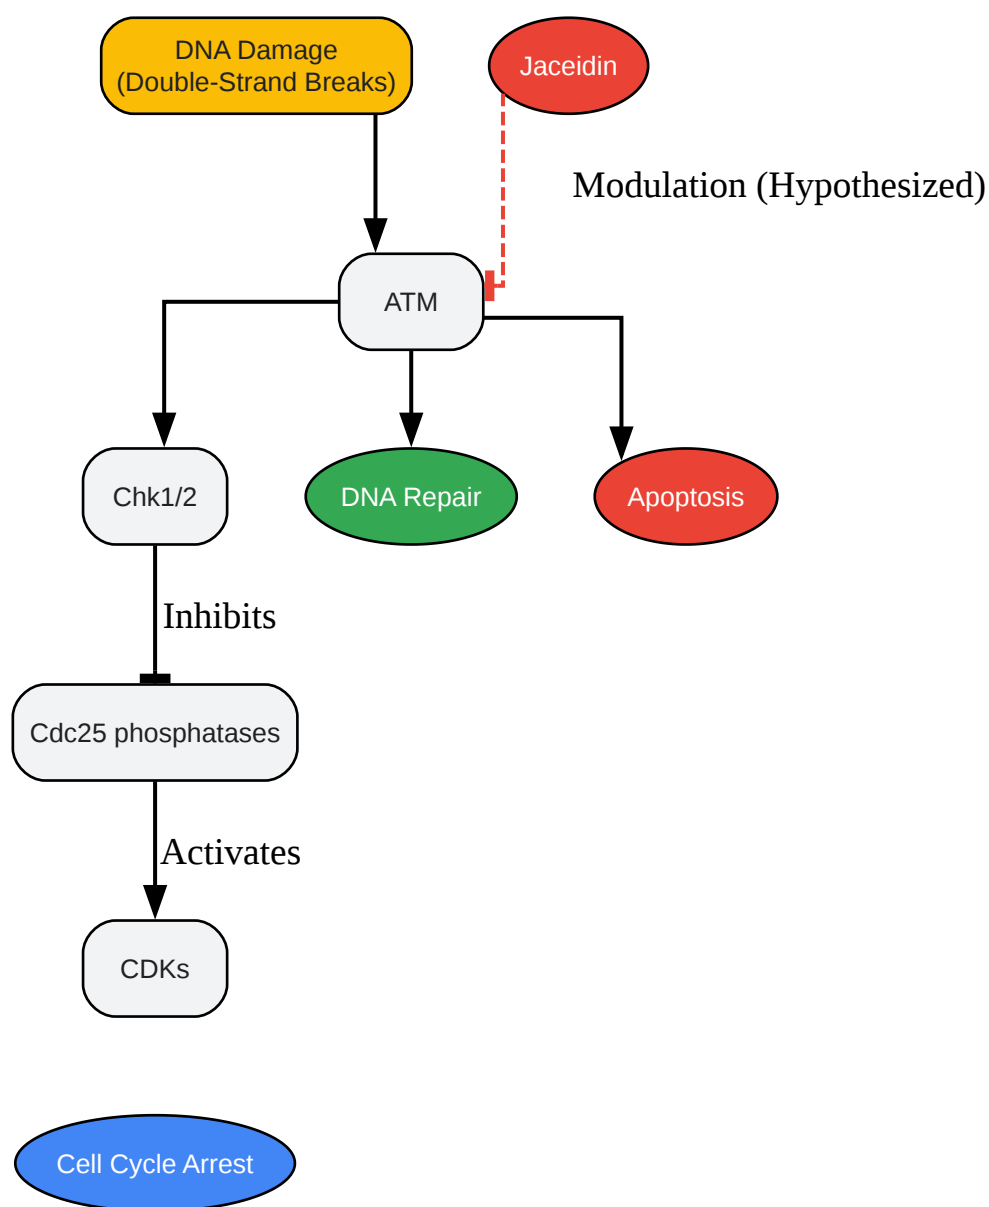 DNA Damage
(Double-Strand Breaks)
Jaceidin
Modulation (Hypothesized)
ATM
Chk1/2
DNA Repair
Apoptosis
Inhibits
Cdc25 phosphatases
Activates
CDKs
Cell Cycle Arrest